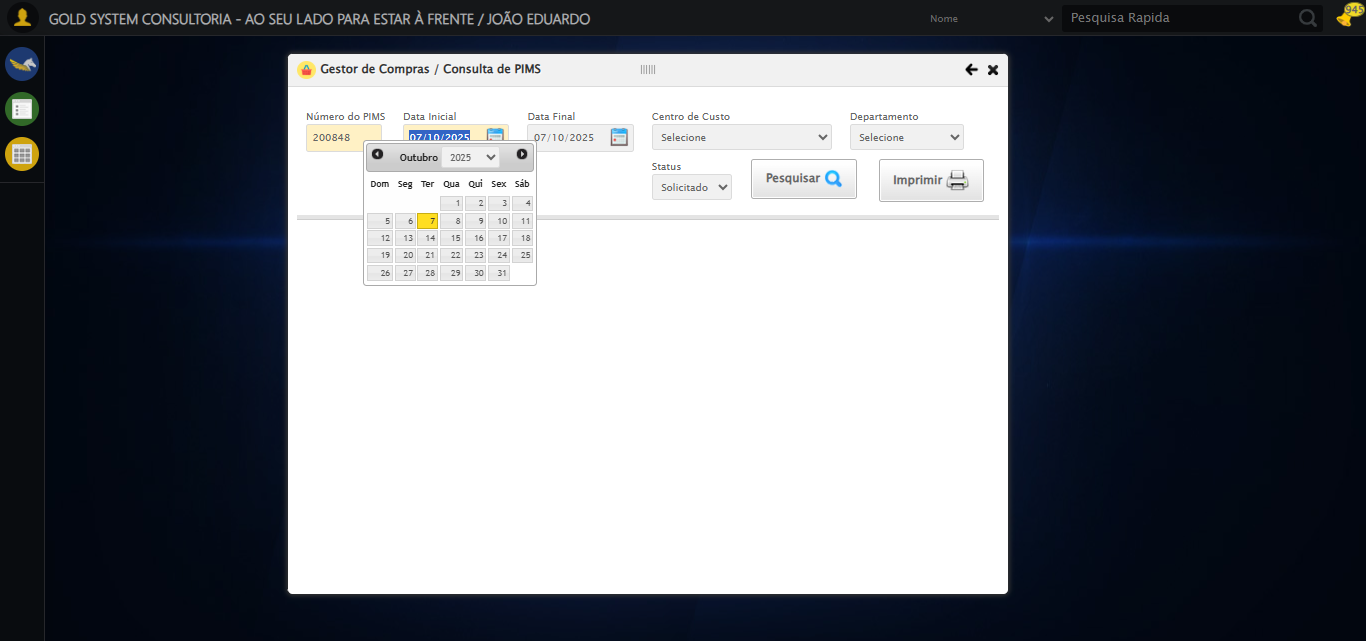 GOLD SYSTEM CONSULTORIA - AO SEU LADO PARA ESTAR À FRENTE / JOÃO EDUARDO
Nome
Pesquisa Rapida
945
Gestor de Compras / Consulta de PIMS
Número do PIMS Data Inicial Data Final Centro de Custo Departamento
200848 07/10/2025 07/10/2025 Selecione Selecione
Outubro 2025
Status
Solicitado
Pesquisar
Imprimir
Dom Seg Ter Qua Qui Sex Sáb
1 2 3 4
5 6 7 8 9 10 11
12 13 14 15 16 17 18
19 20 21 22 23 24 25
26 27 28 29 30 31